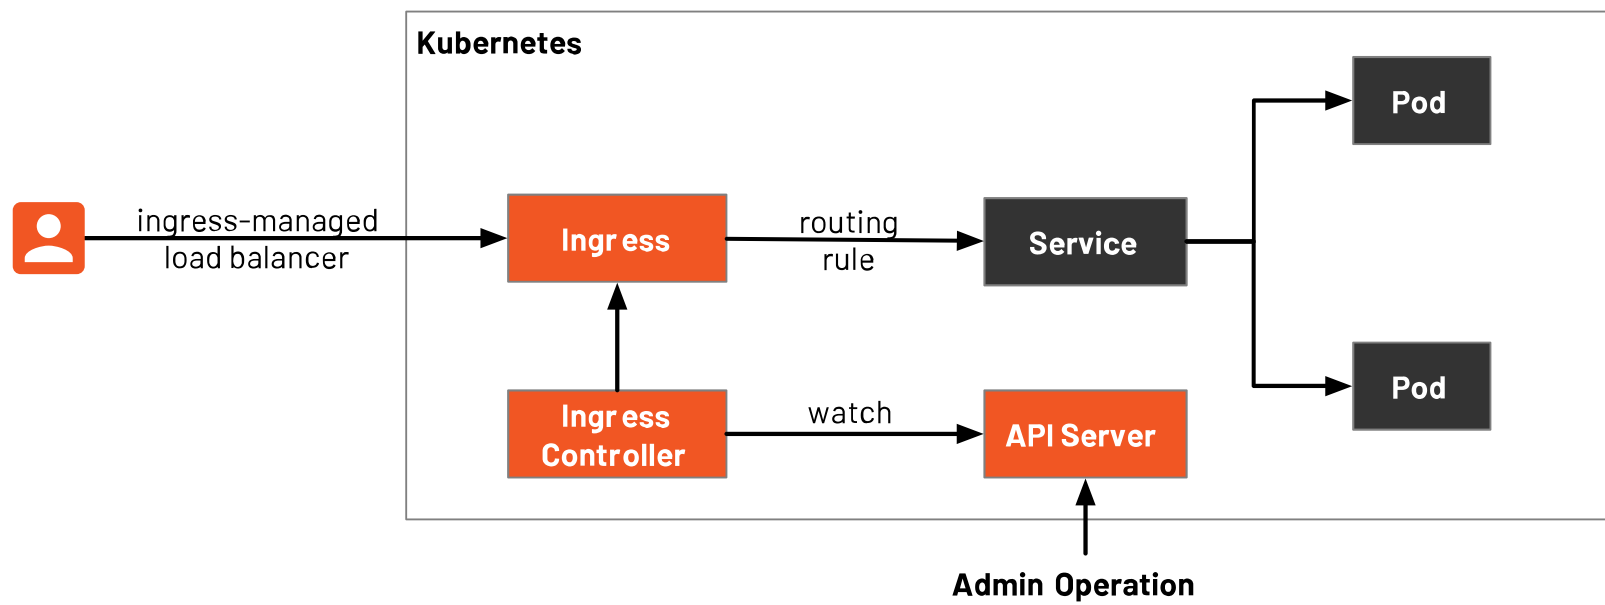 Kubernetes
Pod
ingress-managed
load balancer
Ingress
routing
rule
Service
Pod
Ingress
Controller
watch
API Server
Admin Operation